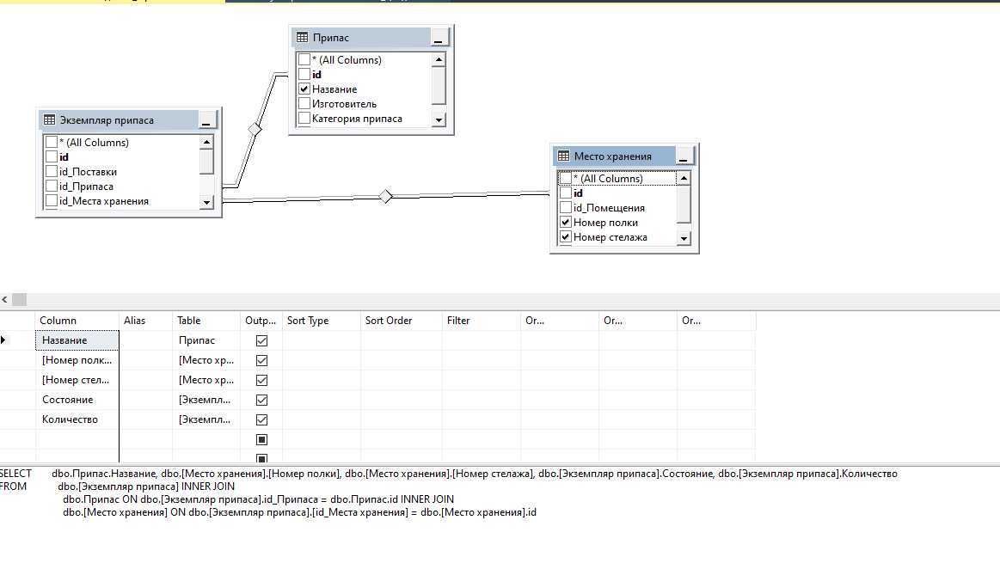 Припас
* (All Columns)
id
Название
Изготовитель
Категория припаса
Экземпляр припаса
* (All Columns)
id
id_Поставки
id_Припаса
id_Места хранения
Место хранения
* (All Columns)
id
id_Помещения
Номер полки
Номер стелажа
Column Alias Table Outp... Sort Type Sort Order Filter Or... Or... Or...
Название Припас
[Номер полк... [Место хр...
[Номер стел... [Место хр...
Состояние [Экземпл...
Количество [Экземпл...
SELECT dbo.Припас.Название, dbo.[Место хранения].[Номер полки], dbo.[Место хранения].[Номер стелажа], dbo.[Экземпляр припаса].Состояние, dbo.[Экземпляр припаса].Количество
FROM dbo.[Экземпляр припаса] INNER JOIN
dbo.Припас ON dbo.[Экземпляр припаса].id_Припаса = dbo.Припас.id INNER JOIN
dbo.[Место хранения] ON dbo.[Экземпляр припаса].[id_Места хранения] = dbo.[Место хранения].id